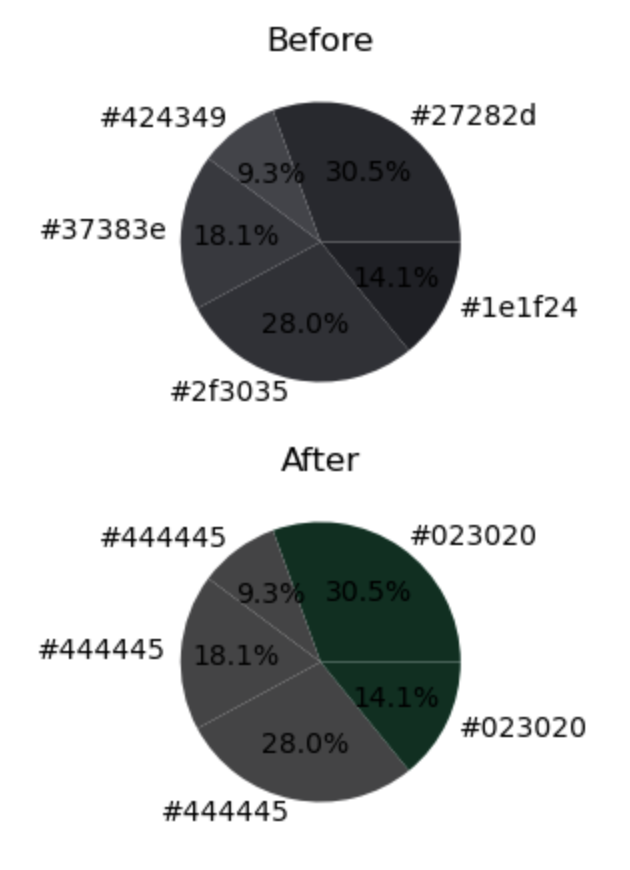 Before
#424349
#27282d
9.3%
30.5%
#37383e
18.1%
14.1%
#1e1f24
28.0%
#2f3035
After
#444445
#023020
9.3%
30.5%
#444445
18.1%
14.1%
#023020
28.0%
#444445